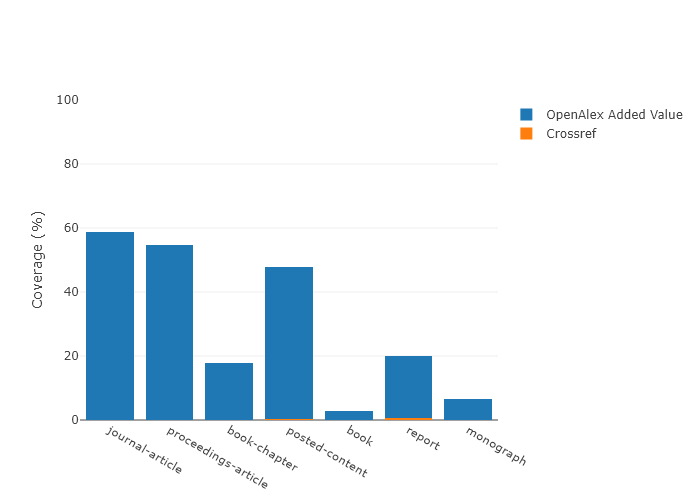 100
80
60
40
20
0
Coverage (%)
journal-article
proceedings-article
book-chapter
posted-content
book
report
monograph
OpenAlex Added Value
Crossref